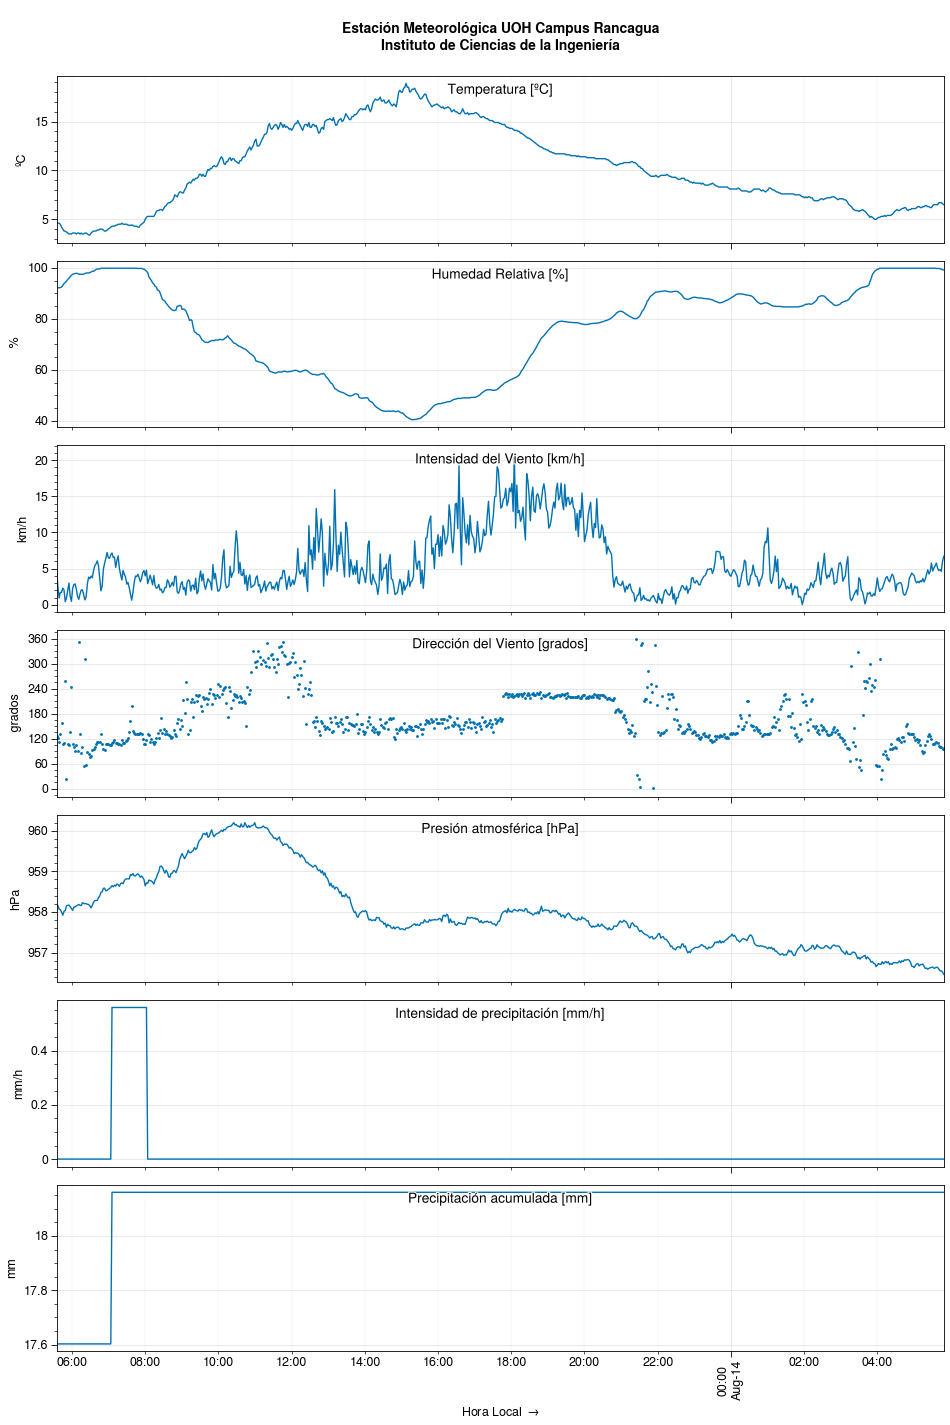 Estación Meteorológica UOH Campus Rancagua
Instituto de Ciencias de la Ingeniería
Temperatura [ºC]
15
10
5
ºC
Humedad Relativa [%]
100
80
60
40
%
Intensidad del Viento [km/h]
20
15
10
5
0
km/h
Dirección del Viento [grados]
360
300
240
180
120
60
0
grados
Presión atmosférica [hPa]
960
959
958
957
hPa
Intensidad de precipitación [mm/h]
0.4
0.2
0
mm/h
Precipitación acumulada [mm]
18
17.8
17.6
mm
06:00 08:00 10:00 12:00 14:00 16:00 18:00 20:00 22:00 00:00 02:00 04:00
Aug-14
Hora Local →